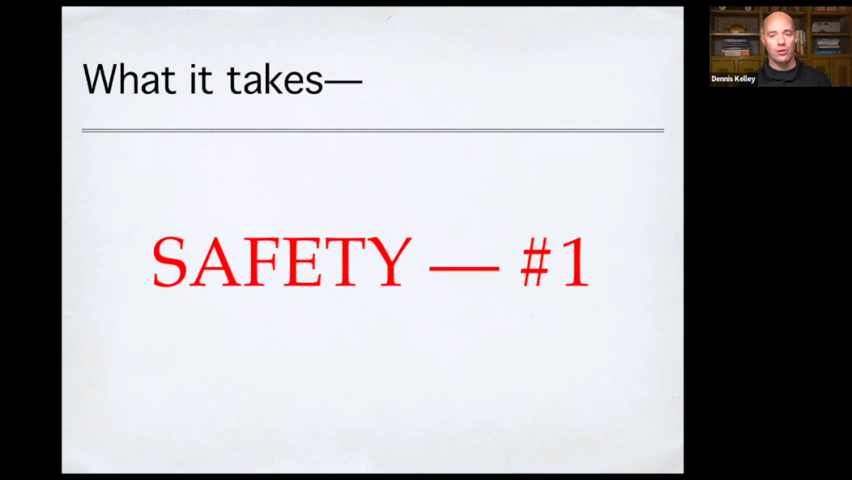 What it takes—
SAFETY — #1
Dennis Kelley